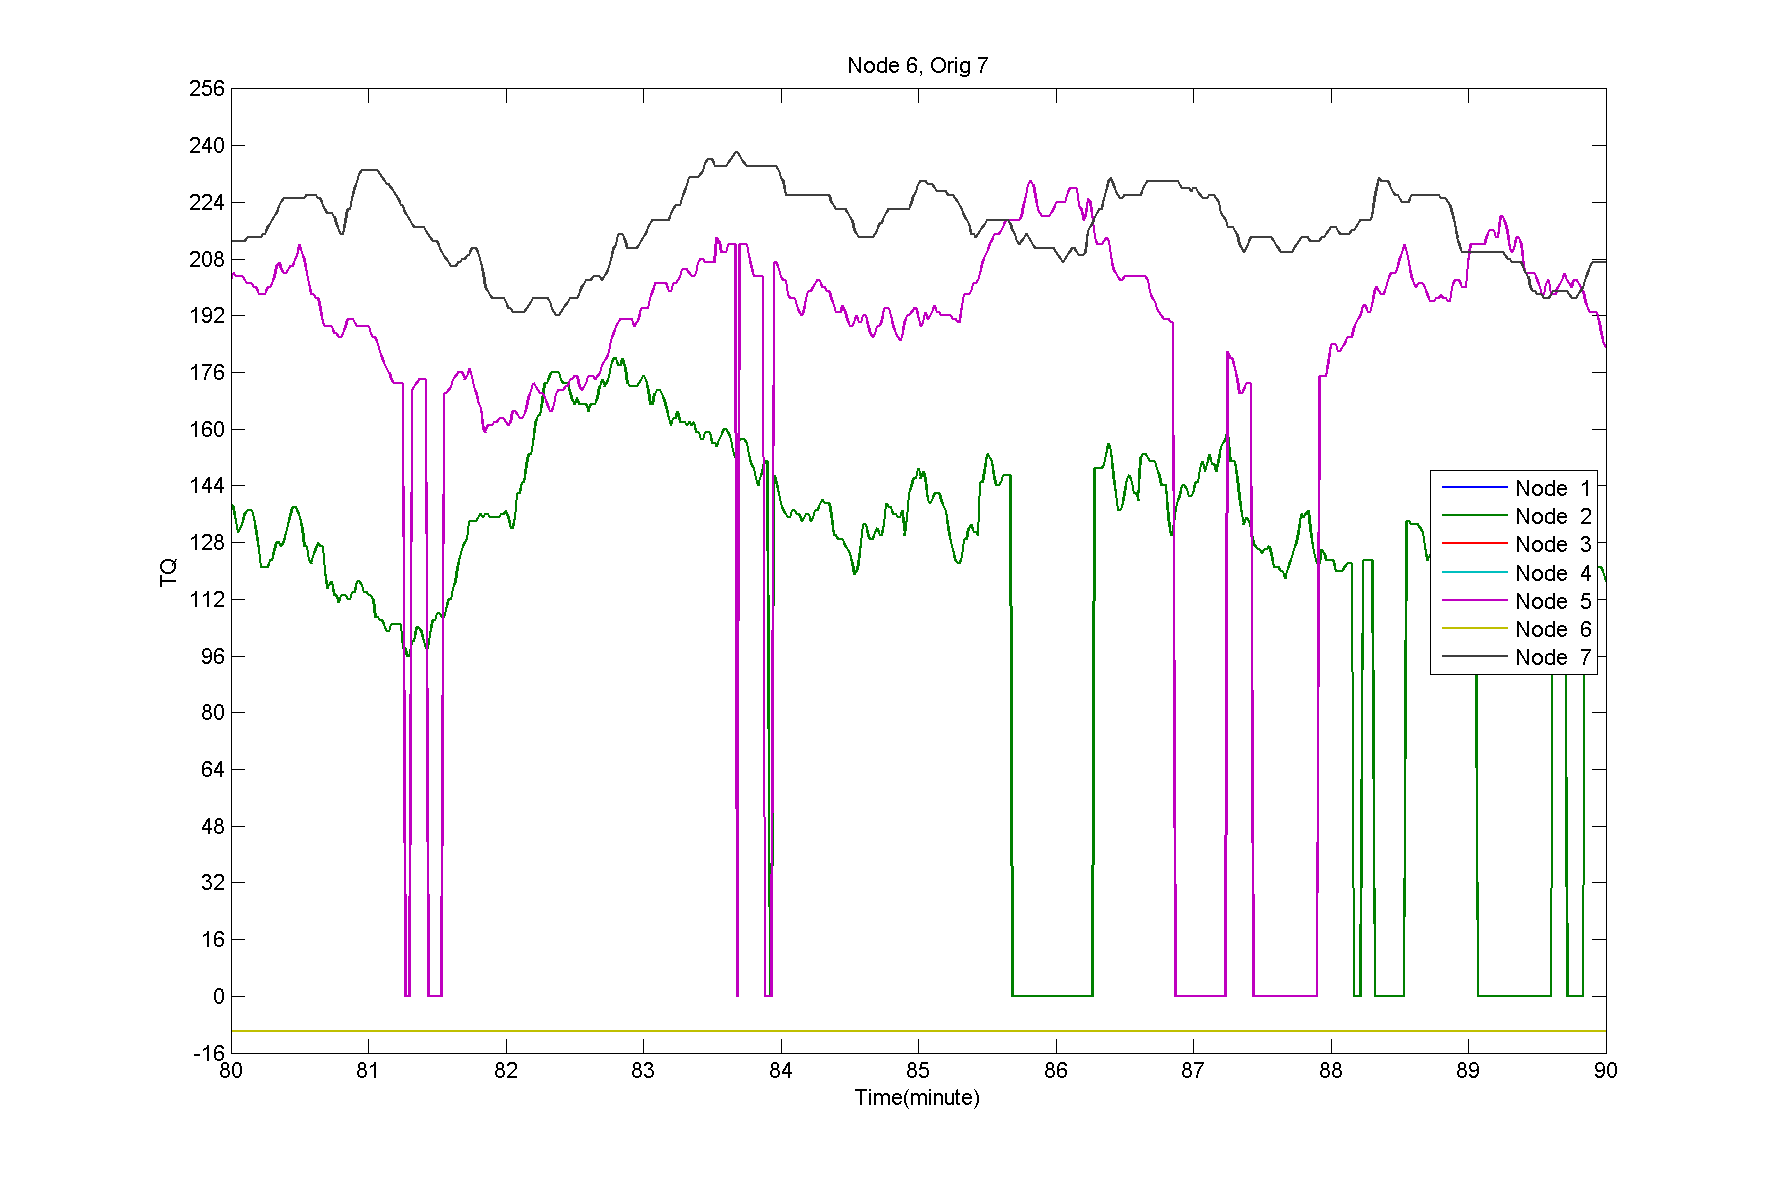 Node 6, Orig 7
256
240
224
208
192
176
160
144
128
112
96
80
64
48
32
16
0
-16
TQ
Node 1
Node 2
Node 3
Node 4
Node 5
Node 6
Node 7
80 81 82 83 84 85 86 87 88 89 90
Time(minute)